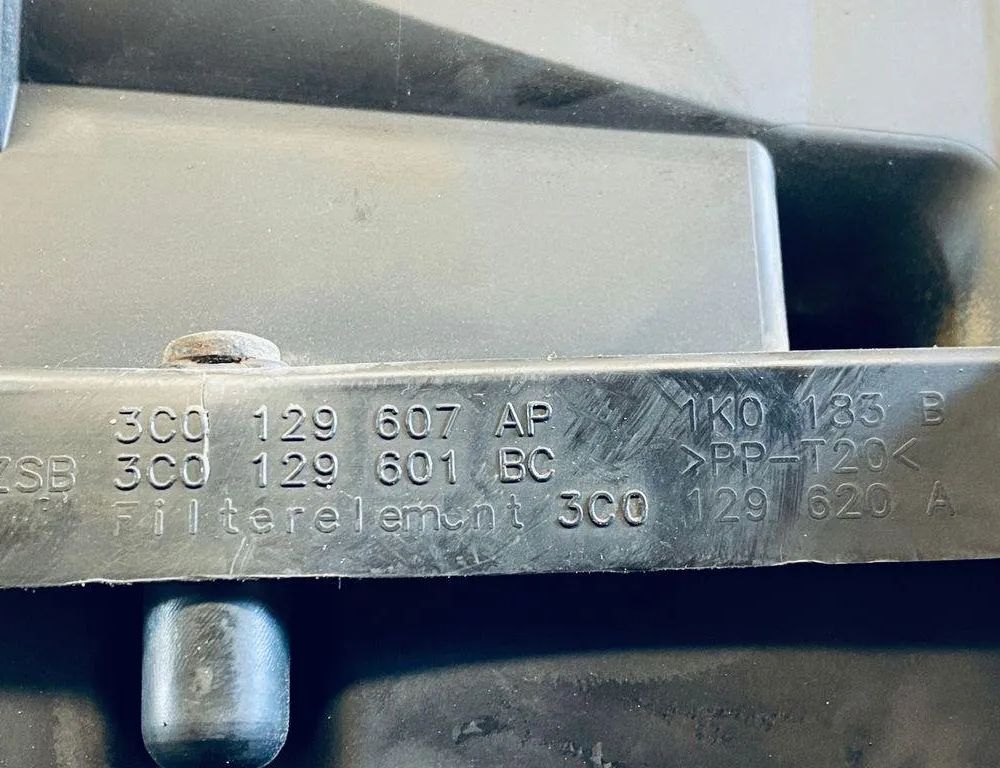 3C0 129 607 AP 1K0 183 B
ZSB 3C0 129 601 BC >PP-T20<
Filterelement 3C0 129 620 A